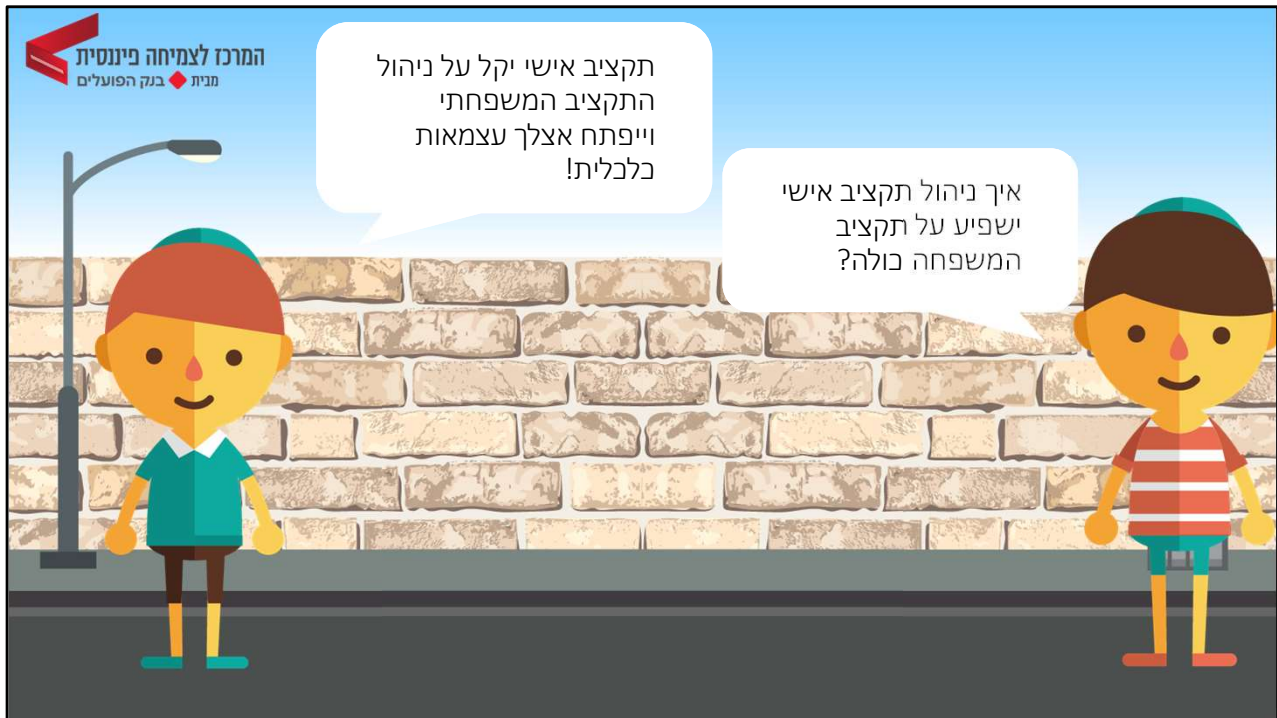 המרכז לצמיחה פיננסית
מבית בנק הפועלים
איך ניהול תקציב אישי
ישפיע על תקציב
המשפחה כולה?
תקציב אישי יקל על ניהול
התקציב המשפחתי
וייפתח אצלך עצמאות
כלכלית!